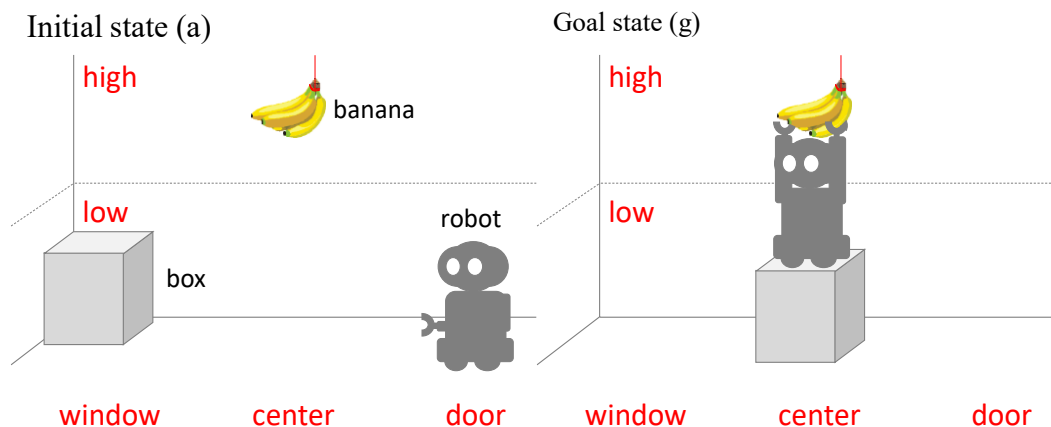 Initial state (a)
high
banana
low
robot
box
window center door
Goal state (g)
high
low
window center door